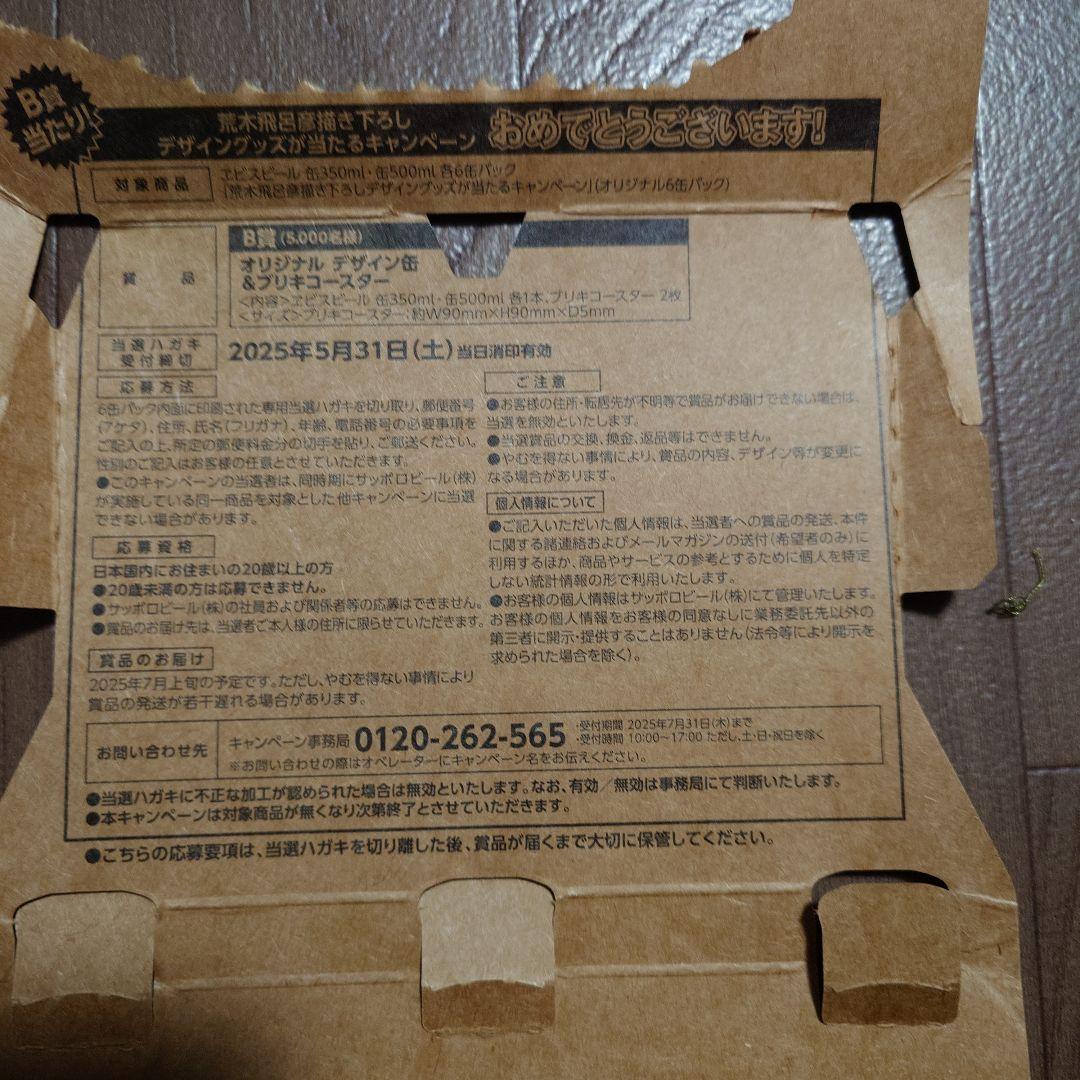 B賞
当たり!
荒木飛呂彦描き下ろし
デザイングッズが当たるキャンペーン おめでとうございます!
対象商品
ヱビスビール 缶350ml・缶500ml 各6缶パック
「荒木飛呂彦描き下ろしデザイングッズが当たるキャンペーン」(オリジナル6缶パック)
賞品
B賞(5,000名様)
オリジナル デザイン缶
&ブリキコースター
<内容>ヱビスビール 缶350ml・缶500ml 各1本、ブリキコースター 2枚
<サイズ>ブリキコースター:約W90mm×H90mm×D5mm
当選ハガキ
受付締切
2025年5月31日(土)当日消印有効
応募方法
6缶パック内面に印刷された専用当選ハガキを切り取り、郵便番号
(7ケタ)、住所、氏名(フリガナ)、年齢、電話番号の必要事項を
ご記入の上、所定の郵便料金分の切手を貼り、ご郵送ください。
性別のご記入はお客様の任意とさせていただきます。
●このキャンペーンの当選者は、同時期にサッポロビール(株)
が実施している同一商品を対象とした他キャンペーンに当選
できない場合があります。
応募資格
日本国内にお住まいの20歳以上の方
●20歳未満の方は応募できません。
●サッポロビール(株)の社員および関係者等の応募はできません。
●賞品のお届け先は、当選者ご本人様の住所に限らせていただきます。
賞品のお届け
2025年7月上旬の予定です。ただし、やむを得ない事情により
賞品の発送が若干遅れる場合があります。
ご注意
●お客様の住所・転居先が不明等で賞品がお届けできない場合は、
当選を無効といたします。
●当選賞品の交換、換金、返品等はできません。
●やむを得ない事情により、賞品の内容、デザイン等が変更に
なる場合があります。
個人情報について
●ご記入いただいた個人情報は、当選者への賞品の発送、本件
に関する諸連絡およびメールマガジンの送付(希望者のみ)に
利用するほか、商品やサービスの参考とするために個人を特定
しない統計情報の形で利用いたします。
●お客様の個人情報はサッポロビール(株)にて管理いたします。
お客様の個人情報をお客様の同意なしに業務委託先以外の
第三者に開示・提供することはありません(法令等により開示を
求められた場合を除く)。
お問い合わせ先
キャンペーン事務局 0120-262-565
・受付期間 2025年7月31日(木)まで
・受付時間 10:00~17:00 ただし、土・日・祝日を除く
※お問い合わせの際はオペレーターにキャンペーン名をお伝えください。
●当選ハガキに不正な加工が認められた場合は無効といたします。なお、有効/無効は事務局にて判断いたします。
●本キャンペーンは対象商品が無くなり次第終了とさせていただきます。
●こちらの応募要項は、当選ハガキを切り離した後、賞品が届くまで大切に保管してください。